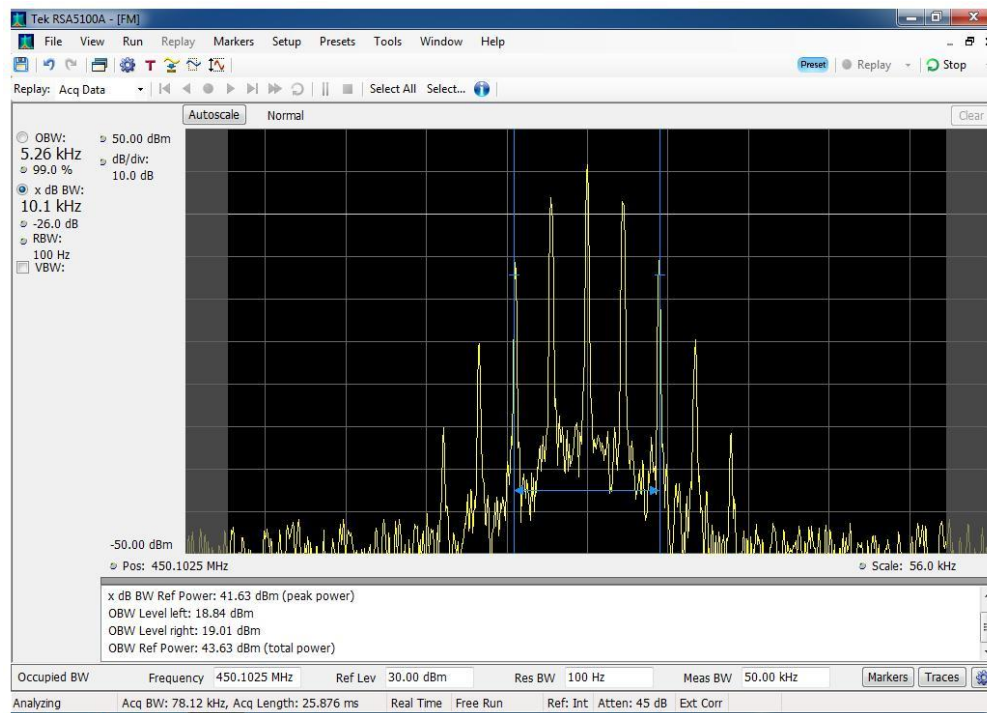 Tek RSA5100A - [FM]
File View Run Replay Markers Setup Presets Tools Window Help
T
Preset Replay Stop
Replay: Acq Data Select All Select...
Autoscale Normal Clear
OBW:
5.26 kHz
99.0 %
x dB BW:
10.1 kHz
-26.0 dB
RBW:
100 Hz
VBW:
50.00 dBm
dB/div:
10.0 dB
-50.00 dBm
Pos: 450.1025 MHz Scale: 56.0 kHz
x dB BW Ref Power: 41.63 dBm (peak power)
OBW Level left: 18.84 dBm
OBW Level right: 19.01 dBm
OBW Ref Power: 43.63 dBm (total power)
Occupied BW Frequency 450.1025 MHz Ref Lev 30.00 dBm Res BW 100 Hz Meas BW 50.00 kHz Markers Traces
Analyzing Acq BW: 78.12 kHz, Acq Length: 25.876 ms Real Time Free Run Ref: Int Atten: 45 dB Ext Corr